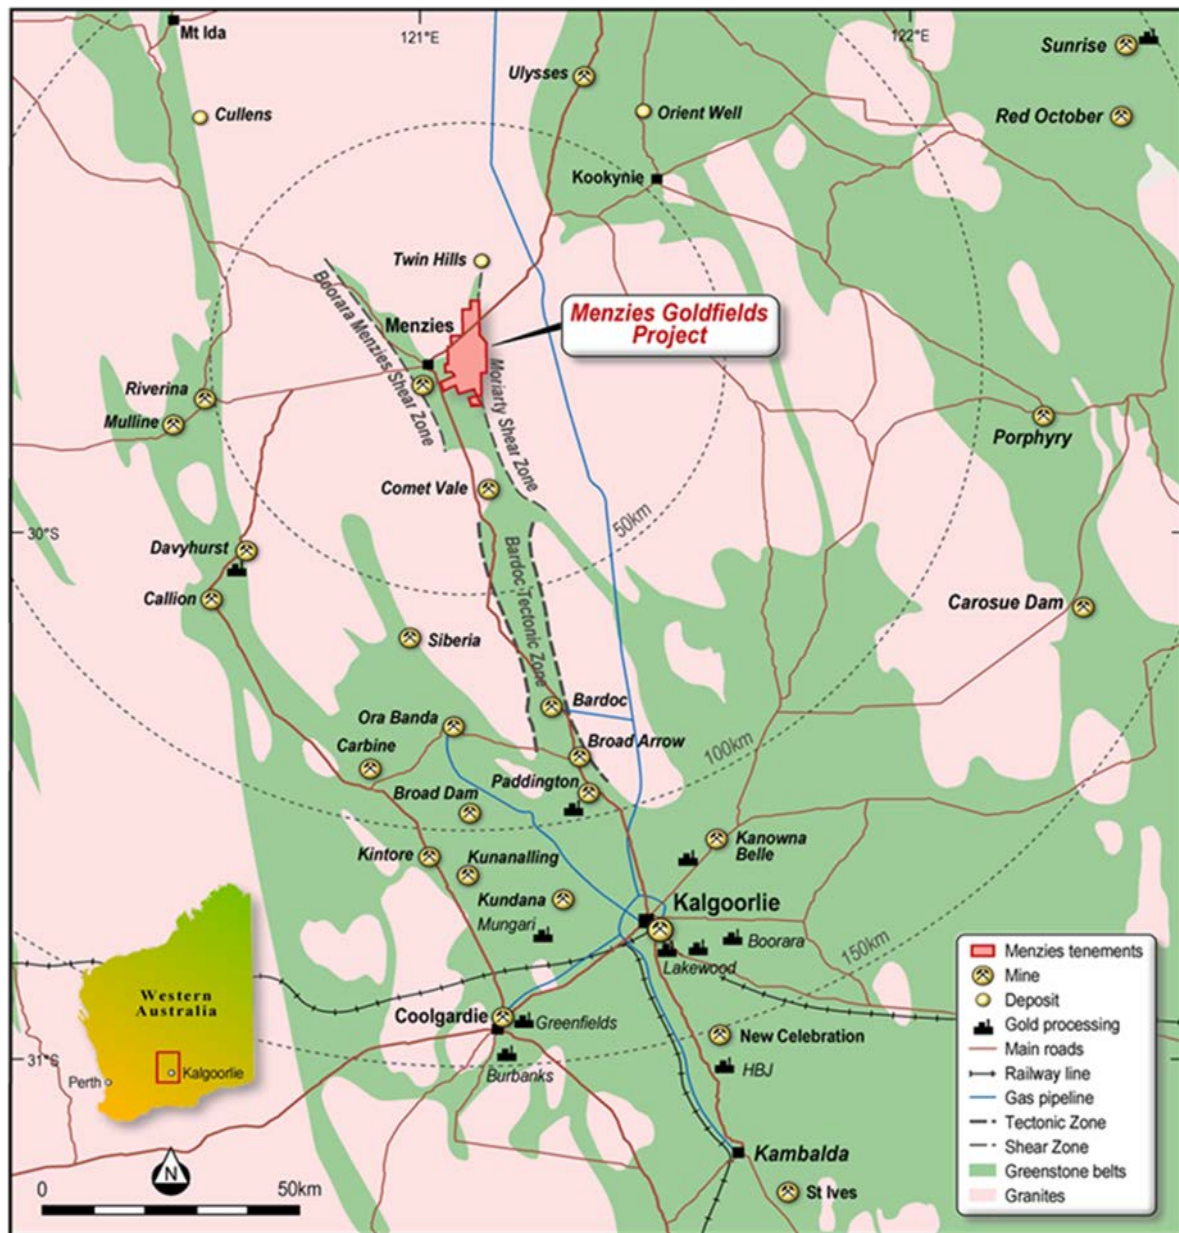 Mt Ida
121°E
122°E
Sunrise
Ulysses
Cullens
Orient Well
Red October
Kookynie
Twin Hills
Boorara Menzies Shear Zone
Menzies
Menzies Goldfields
Project
Moriarty Shear Zone
Riverina
Mulline
Porphyry
Comet Vale
50km
30°S
Davyhurst
Bardoc Tectonic Zone
Callion
Carosue Dam
Siberia
Bardoc
Ora Banda
Broad Arrow
100km
Carbine
Paddington
Broad Dam
Kanowna
Belle
Kintore
Kunanalling
Kundana
Kalgoorlie
Mungari
Boorara
150km
Lakewood
Western
Australia
Coolgardie
Greenfields
New Celebration
31°S
Burbanks
HBJ
Perth
Kalgoorlie
Kambalda
St Ives
N
0
50km
Menzies tenements
Mine
Deposit
Gold processing
Main roads
Railway line
Gas pipeline
Tectonic Zone
Shear Zone
Greenstone belts
Granites